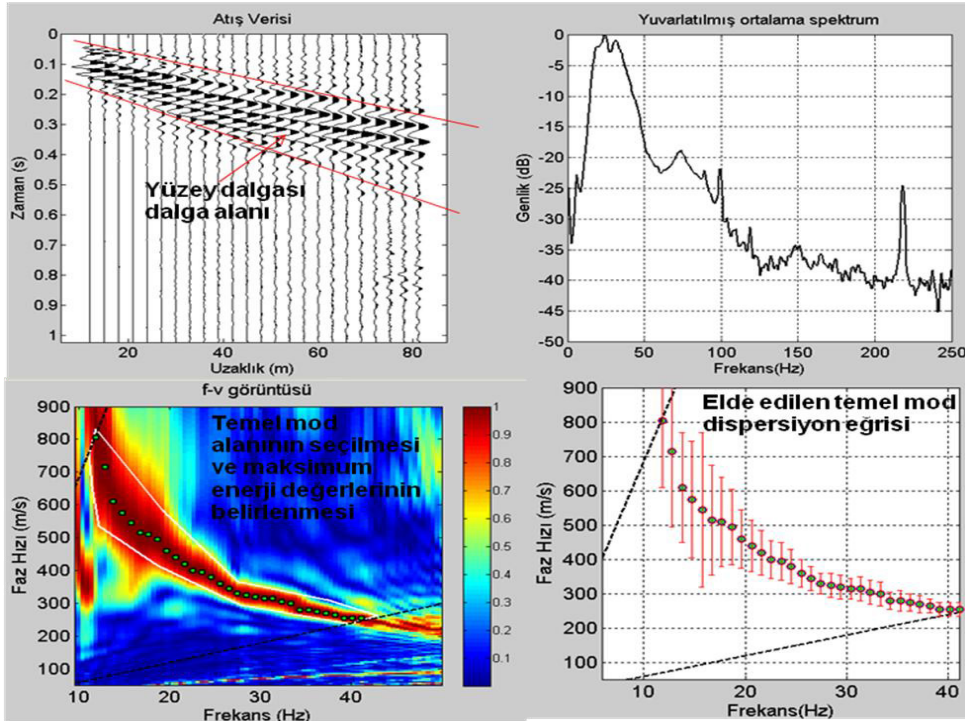 Atış Verisi
0
0.1
0.2
0.3
0.4
0.5
0.6
0.7
0.8
0.9
1
Zaman (s)
Yüzey dalgası
dalga alanı
20 30 40 50 60 70 80
Uzaklık (m)
Yuvarlatılmış ortalama spektrum
0
-5
-10
-15
-20
-25
-30
-35
-40
-45
-50
Genlik (dB)
0 50 100 150 200 250
Frekans(Hz)
f-v görüntüsü
900
800
700
600
500
400
300
200
100
Faz Hızı (m/s)
Temel mod
alanının seçilmesi
ve maksimum
enerji değerlerinin
belirlenmesi
10 20 30 40
Frekans (Hz)
1
0.9
0.8
0.7
0.6
0.5
0.4
0.3
0.2
0.1
900
800
700
600
500
400
300
200
100
Faz Hızı (m/s)
Elde edilen temel mod
dispersiyon eğrisi
10 20 30 40
Frekans(Hz)